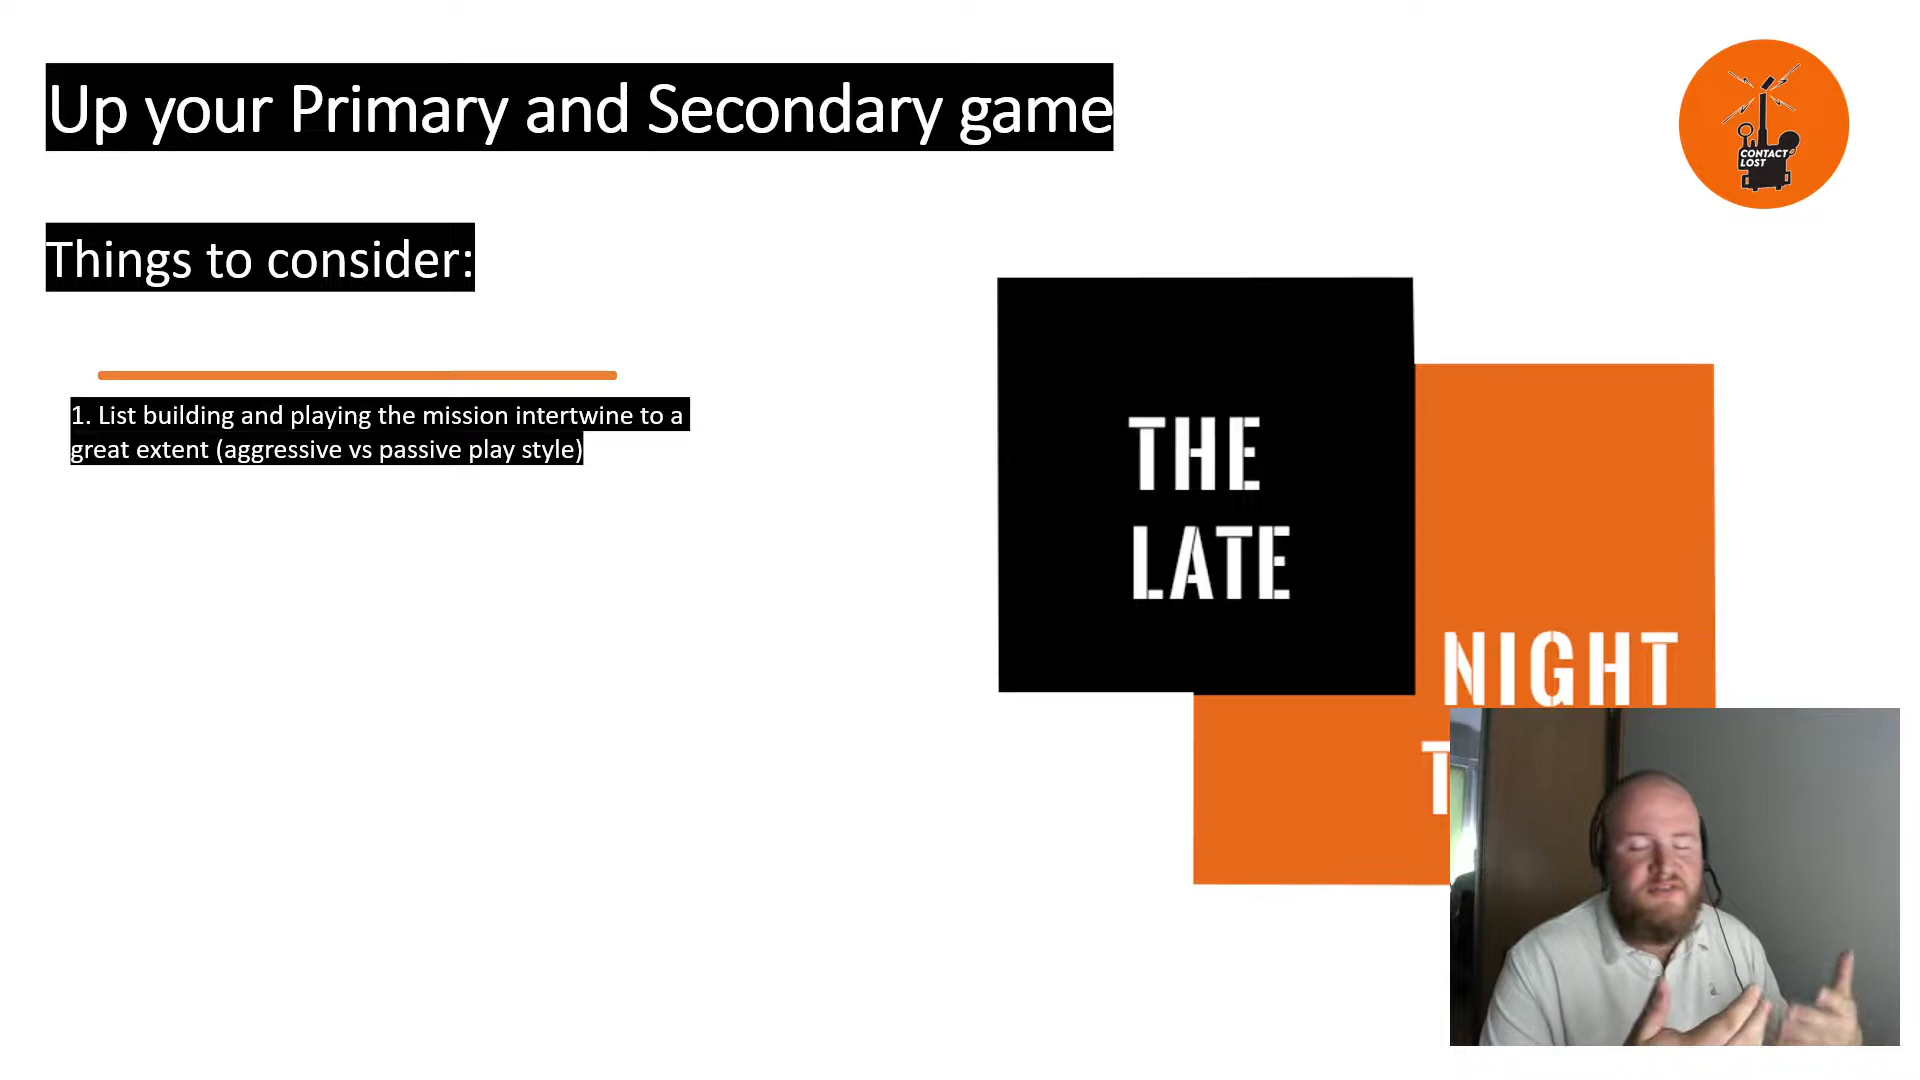 Up your Primary and Secondary game
CONTACT
LOST
Things to consider:
1. List building and playing the mission intertwine to a
great extent (aggressive vs passive play style)
THE
LATE
NIGHT